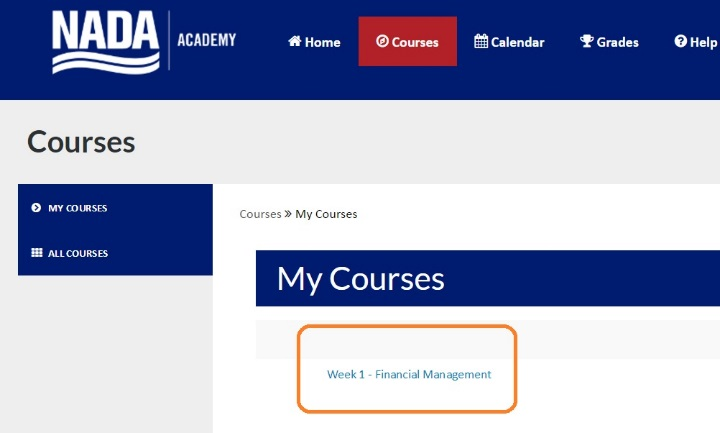 NADA ACADEMY
Home Courses Calendar Grades Help
Courses
MY COURSES
ALL COURSES
Courses » My Courses
My Courses
Week 1 - Financial Management